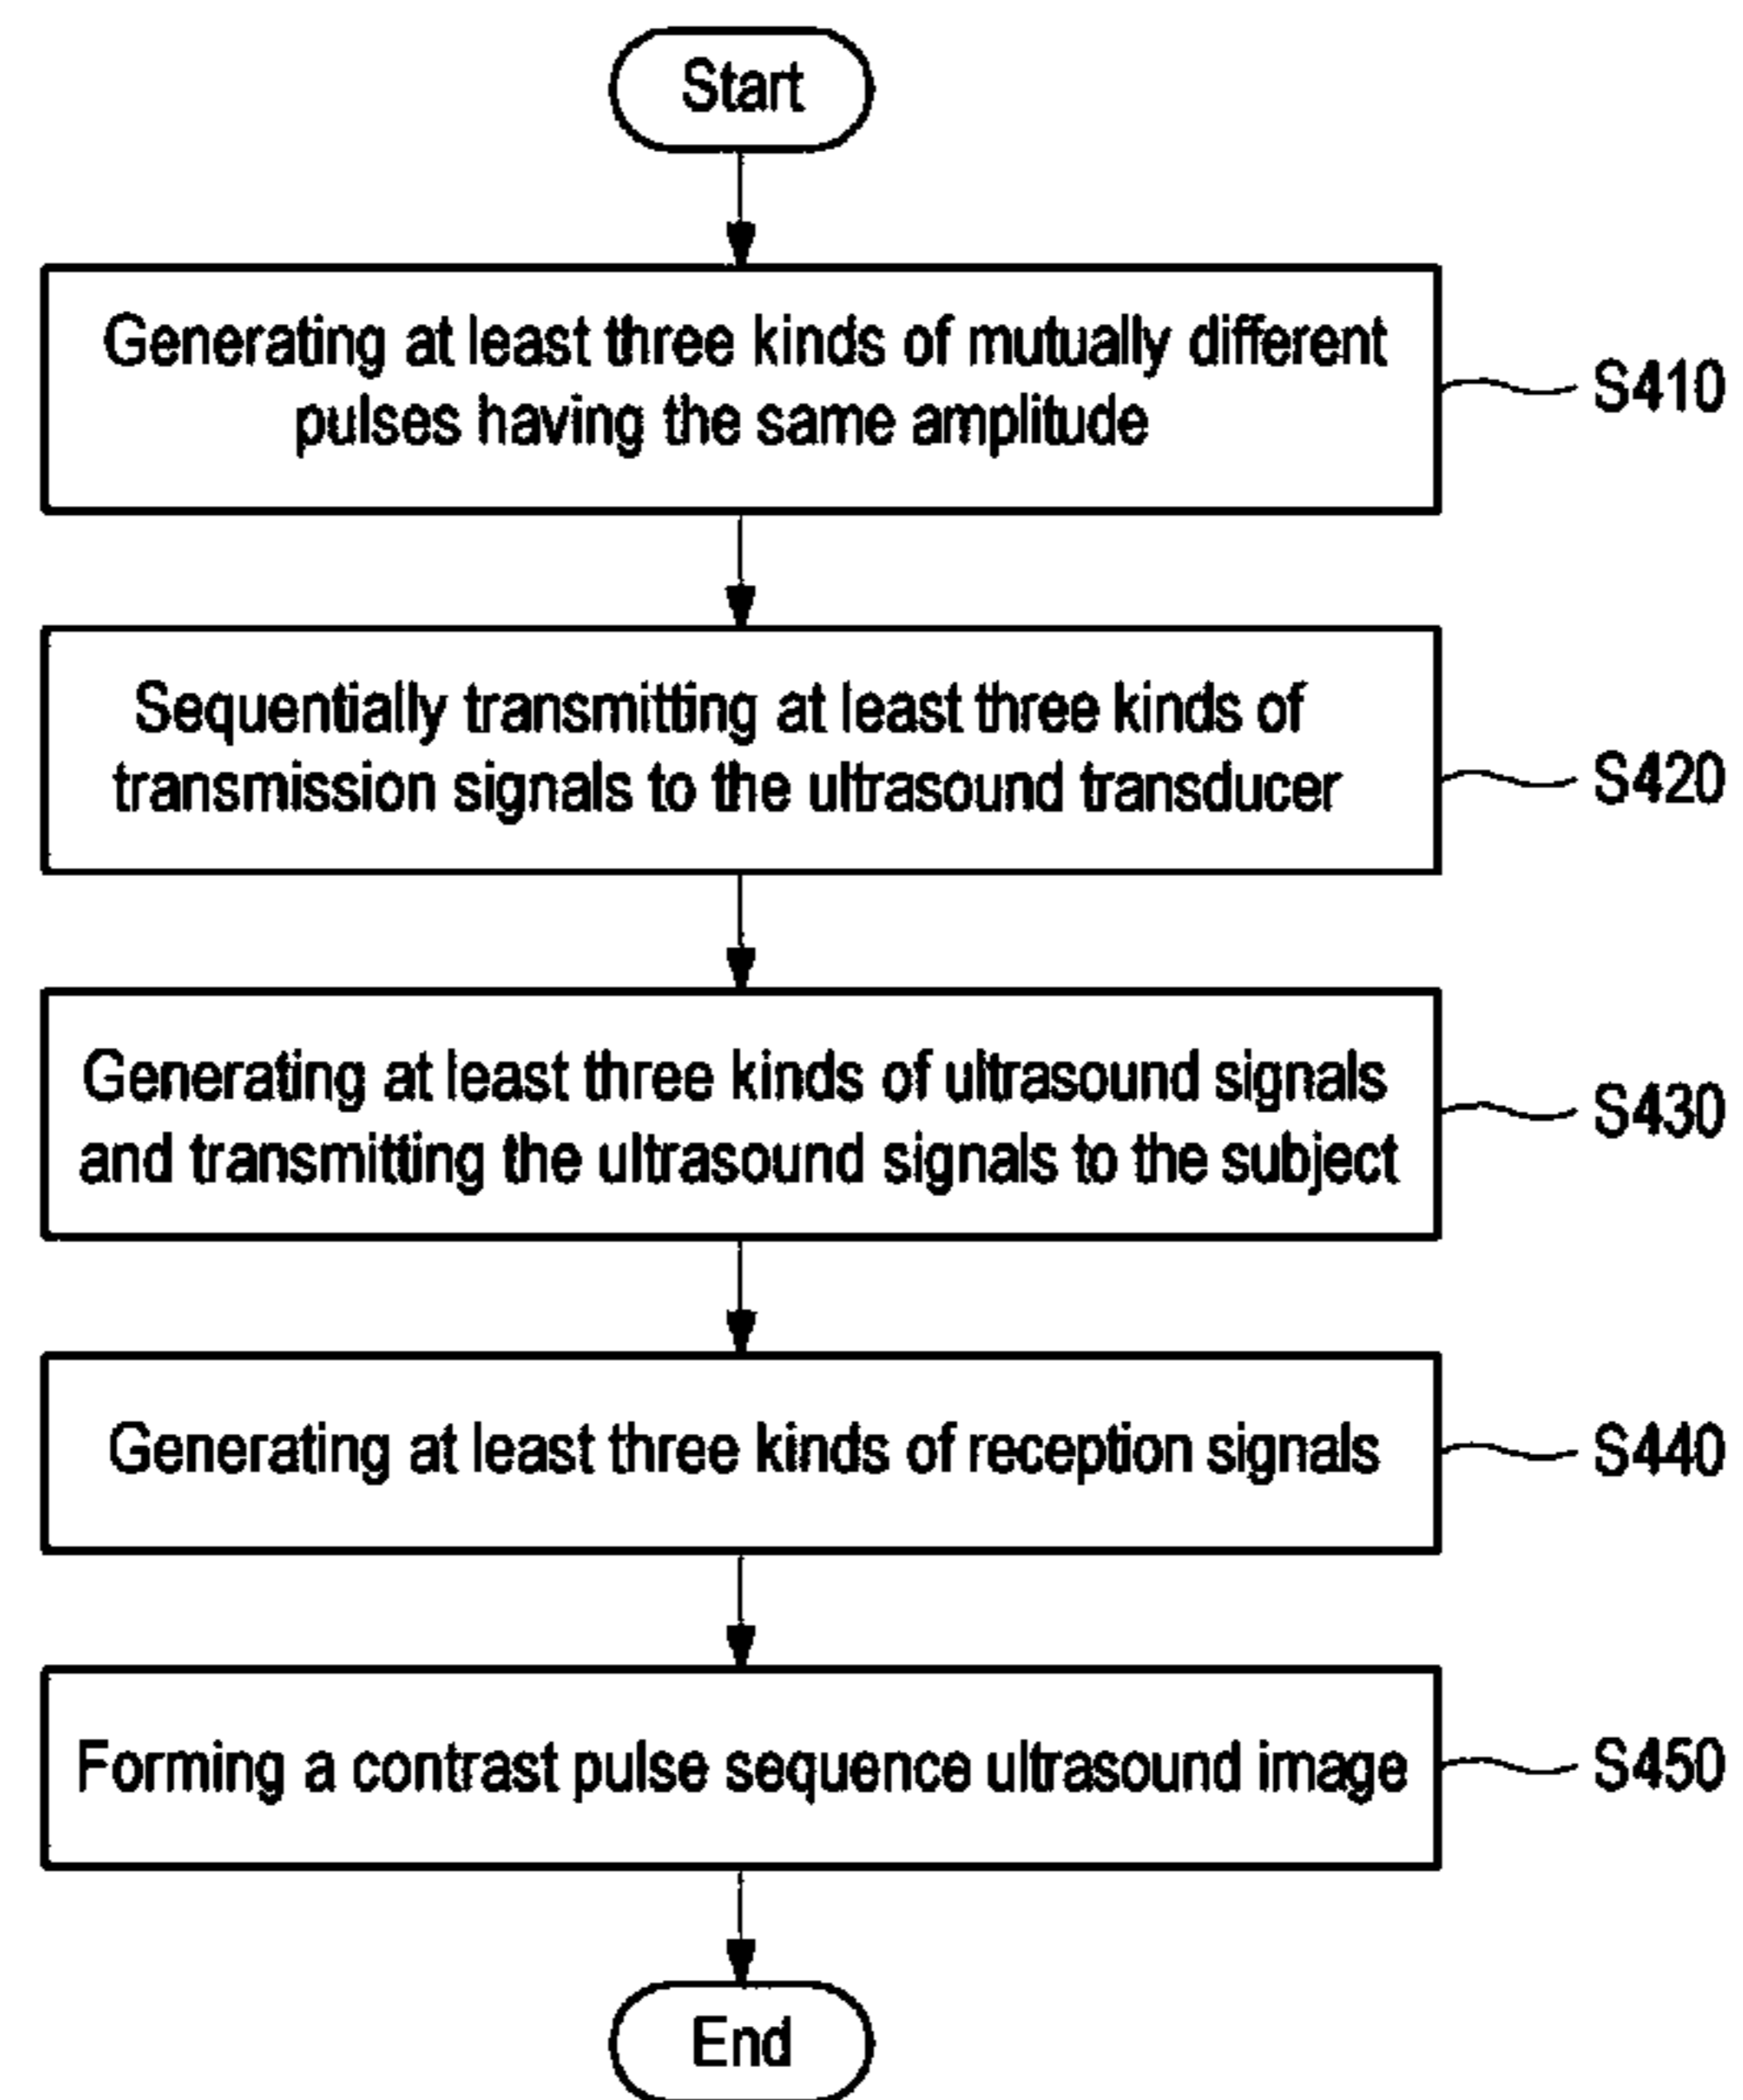 Start
Generating at least three kinds of mutually different
pulses having the same amplitude
S410
Sequentially transmitting at least three kinds of
transmission signals to the ultrasound transducer
S420
Generating at least three kinds of ultrasound signals
and transmitting the ultrasound signals to the subject
S430
Generating at least three kinds of reception signals
S440
Forming a contrast pulse sequence ultrasound image
S450
End